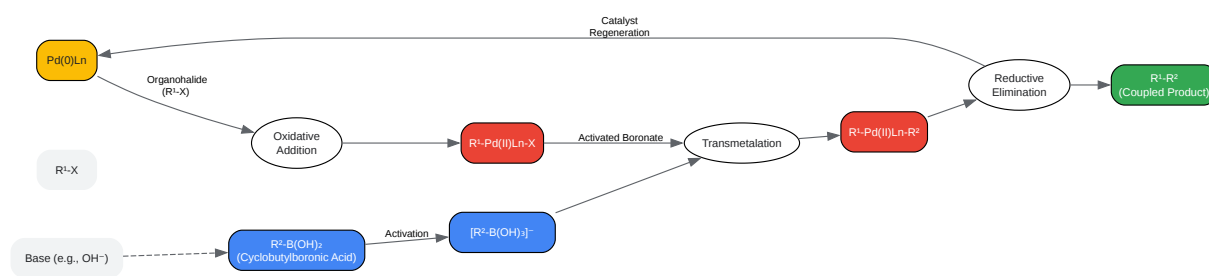 Catalyst
Regeneration
Pd(0)Ln
Organohalide
(R¹-X)
Reductive
Elimination
R¹-R²
(Coupled Product)
Oxidative
Addition
R¹-Pd(II)Ln-X
Activated Boronate
Transmetalation
R¹-Pd(II)Ln-R²
R¹-X
Base (e.g., OH⁻)
R²-B(OH)₂
(Cyclobutylboronic Acid)
Activation
[R²-B(OH)₃]⁻